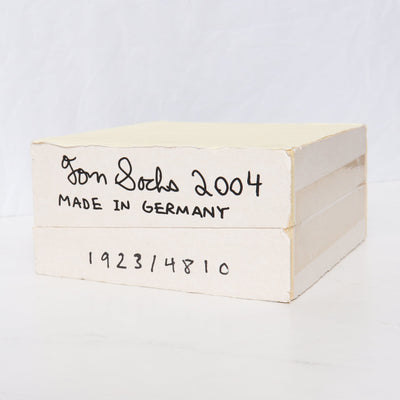 Tom Sachs 2004
MADE IN GERMANY
1923/4810